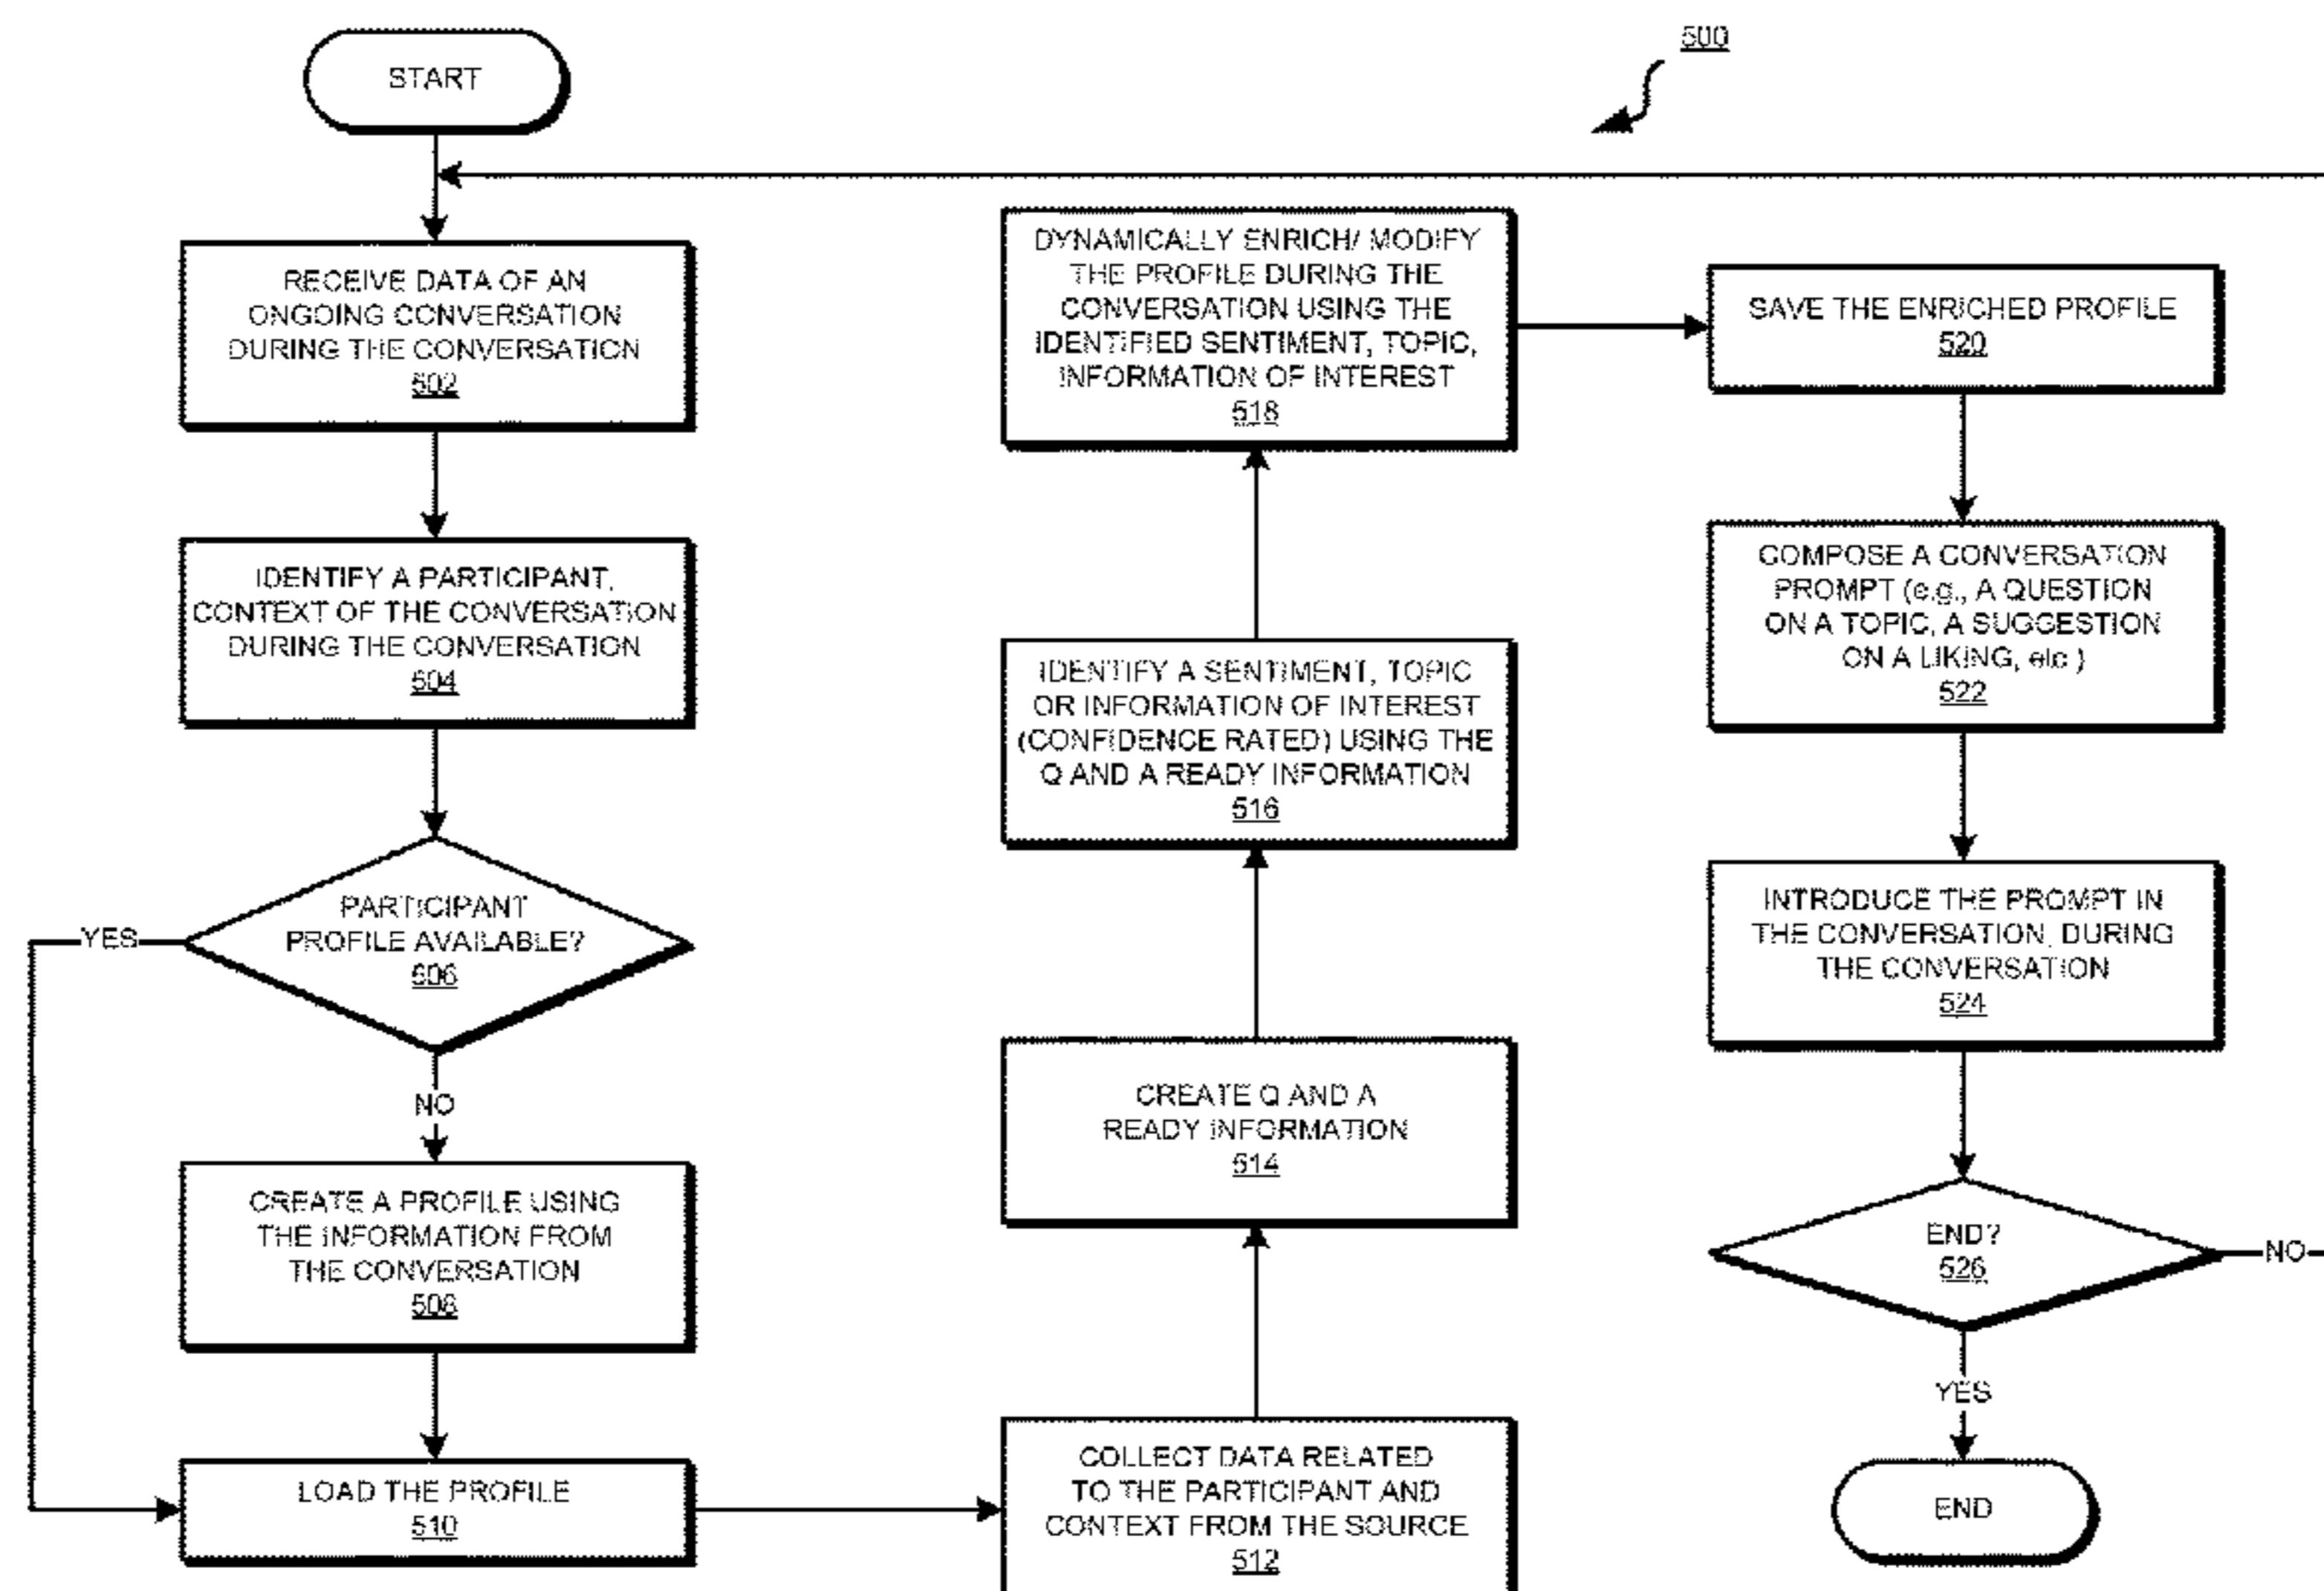 500
START
RECEIVE DATA OF AN
ONGOING CONVERSATION
DURING THE CONVERSATION
502
IDENTIFY A PARTICIPANT,
CONTEXT OF THE CONVERSATION
DURING THE CONVERSATION
504
PARTICIPANT
PROFILE AVAILABLE?
506
YES
NO
CREATE A PROFILE USING
THE INFORMATION FROM
THE CONVERSATION
508
LOAD THE PROFILE
510
COLLECT DATA RELATED
TO THE PARTICIPANT AND
CONTEXT FROM THE SOURCE
512
CREATE Q AND A
READY INFORMATION
514
IDENTIFY A SENTIMENT, TOPIC
OR INFORMATION OF INTEREST
(CONFIDENCE RATED) USING THE
Q AND A READY INFORMATION
516
DYNAMICALLY ENRICH/ MODIFY
THE PROFILE DURING THE
CONVERSATION USING THE
IDENTIFIED SENTIMENT, TOPIC,
INFORMATION OF INTEREST
518
SAVE THE ENRICHED PROFILE
520
COMPOSE A CONVERSATION
PROMPT (e.g., A QUESTION
ON A TOPIC, A SUGGESTION
ON A LIKING, etc.)
522
INTRODUCE THE PROMPT IN
THE CONVERSATION, DURING
THE CONVERSATION
524
END?
526
NO
YES
END